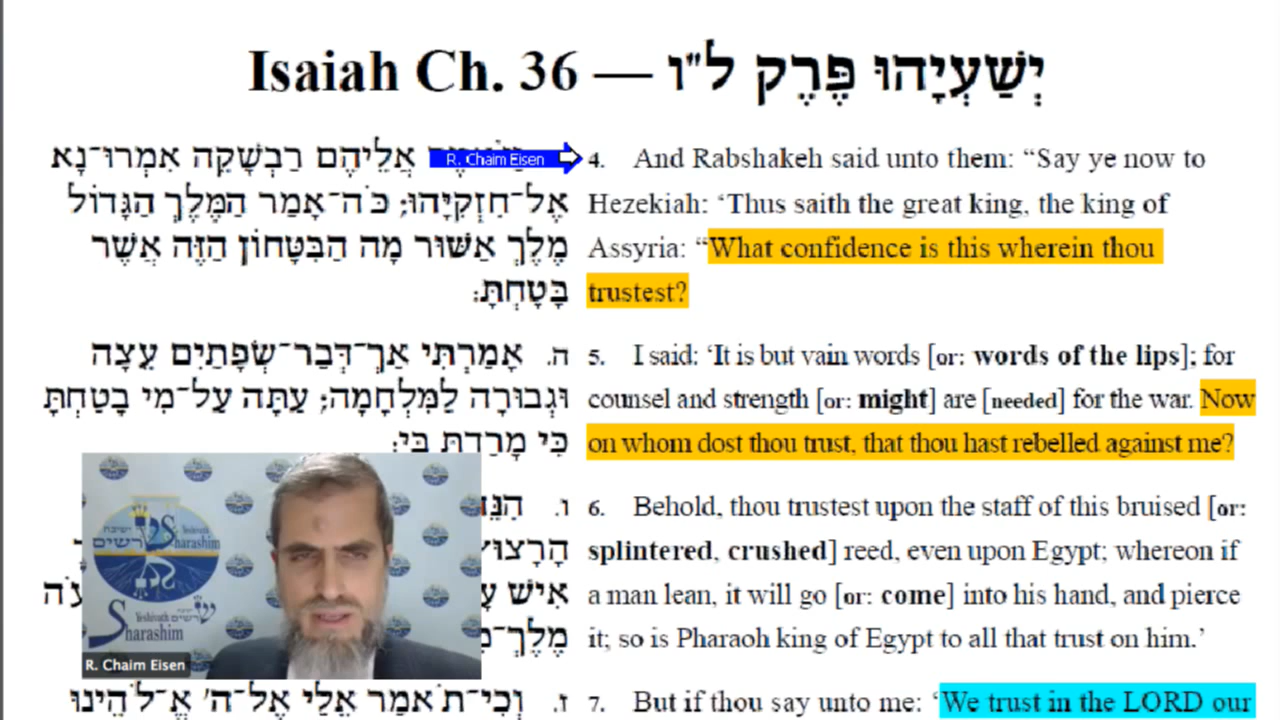 Isaiah Ch. 36 — יְשַׁעְיָהוּ פֶּרֶק ל"ו
אֲלֵיהֶם רַבְשָׁקֵה אִמְרוּ־נָא
אֶל־חִזְקִיָּהוּ; כֹּה־אָמַר הַמֶּלֶךְ הַגָּדוֹל
מֶלֶךְ אַשּׁוּר מָה הַבִּטָּחוֹן הַזֶּה אֲשֶׁר
בָּטָחְתָּ:
R. Chaim Eisen
4. And Rabshakeh said unto them: “Say ye now to
Hezekiah: ‘Thus saith the great king, the king of
Assyria: “What confidence is this wherein thou
trustest?
ה. אָמַרְתִּי אַךְ־דְּבַר־שְׂפָתַיִם עֵצָה
וּגְבוּרָה לַמִּלְחָמָה; עַתָּה עַל־מִי בָטַחְתָּ
כִּי מָרַדְתָּ בִּי:
5. I said: ‘It is but vain words [or: words of the lips]; for
counsel and strength [or: might] are [needed] for the war. Now
on whom dost thou trust, that thou hast rebelled against me?
ו.
אִישׁ
6. Behold, thou trustest upon the staff of this bruised [or:
splintered, crushed] reed, even upon Egypt; whereon if
a man lean, it will go [or: come] into his hand, and pierce
it; so is Pharaoh king of Egypt to all that trust on him.’
ז. וְכִי־תֹאמַר אֵלַי אֶל־ה' אֱ־לֹהֵינוּ
7. But if thou say unto me: ‘We trust in the LORD our
ישיבת שרשים
Yeshivath Sharashim
Yeshivath
Sharashim
R. Chaim Eisen